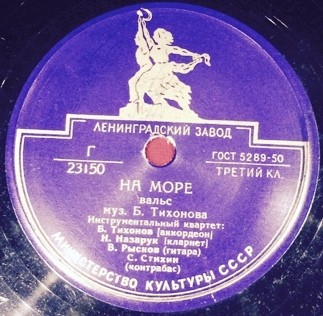 ЛЕНИНГРАДСКИЙ ЗАВОД
Г
23150
ГОСТ 5289-50
ТРЕТИЙ КЛ.
НА МОРЕ
вальс
муз. Б. Тихонова
Инструментальный квартет:
Б. Тихонов (аккордеон)
Н. Назарук (кларнет)
В. Рысков (гитара)
С. Стихин
(контрабас)
МИНИСТЕРСТВО КУЛЬТУРЫ СССР